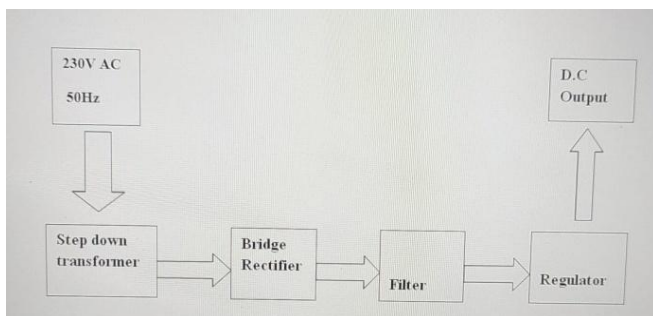 230V AC
50Hz
D.C
Output
Step down
transformer
Bridge
Rectifier
Filter
Regulator